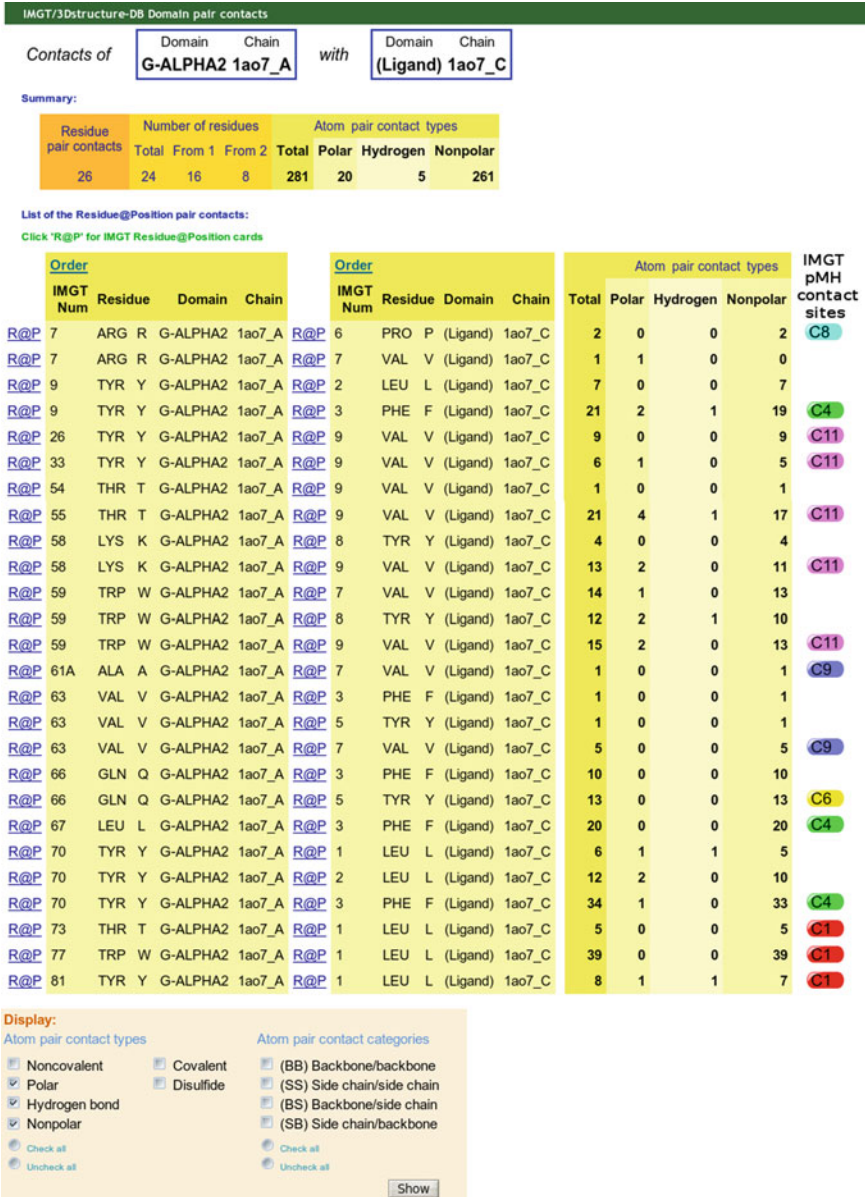 IMGT/3Dstructure-DB Domain pair contacts
Domain Chain Domain Chain
Contacts of G-ALPHA2 1ao7_A with (Ligand) 1ao7_C
Summary:
Residue pair contacts Number of residues Atom pair contact types
Total From 1 From 2 Total Polar Hydrogen Nonpolar
26 24 16 8 281 20 5 261
List of the Residue@Position pair contacts:
Click 'R@P' for IMGT Residue@Position cards
Order Order Atom pair contact types IMGT pMH contact sites
IMGT Num Residue Domain Chain IMGT Num Residue Domain Chain Total Polar Hydrogen Nonpolar
R@P 7 ARG R G-ALPHA2 1ao7_A R@P 6 PRO P (Ligand) 1ao7_C 2 0 0 2 C8
R@P 7 ARG R G-ALPHA2 1ao7_A R@P 7 VAL V (Ligand) 1ao7_C 1 1 0 0
R@P 9 TYR Y G-ALPHA2 1ao7_A R@P 2 LEU L (Ligand) 1ao7_C 7 0 0 7
R@P 9 TYR Y G-ALPHA2 1ao7_A R@P 3 PHE F (Ligand) 1ao7_C 21 2 1 19 C4
R@P 26 TYR Y G-ALPHA2 1ao7_A R@P 9 VAL V (Ligand) 1ao7_C 9 0 0 9 C11
R@P 33 TYR Y G-ALPHA2 1ao7_A R@P 9 VAL V (Ligand) 1ao7_C 6 1 0 5 C11
R@P 54 THR T G-ALPHA2 1ao7_A R@P 9 VAL V (Ligand) 1ao7_C 1 0 0 1
R@P 55 THR T G-ALPHA2 1ao7_A R@P 9 VAL V (Ligand) 1ao7_C 21 4 1 17 C11
R@P 58 LYS K G-ALPHA2 1ao7_A R@P 8 TYR Y (Ligand) 1ao7_C 4 0 0 4
R@P 58 LYS K G-ALPHA2 1ao7_A R@P 9 VAL V (Ligand) 1ao7_C 13 2 0 11 C11
R@P 59 TRP W G-ALPHA2 1ao7_A R@P 7 VAL V (Ligand) 1ao7_C 14 1 0 13
R@P 59 TRP W G-ALPHA2 1ao7_A R@P 8 TYR Y (Ligand) 1ao7_C 12 2 1 10
R@P 59 TRP W G-ALPHA2 1ao7_A R@P 9 VAL V (Ligand) 1ao7_C 15 2 0 13 C11
R@P 61A ALA A G-ALPHA2 1ao7_A R@P 7 VAL V (Ligand) 1ao7_C 1 0 0 1 C9
R@P 63 VAL V G-ALPHA2 1ao7_A R@P 3 PHE F (Ligand) 1ao7_C 1 0 0 1
R@P 63 VAL V G-ALPHA2 1ao7_A R@P 5 TYR Y (Ligand) 1ao7_C 1 0 0 1
R@P 63 VAL V G-ALPHA2 1ao7_A R@P 7 VAL V (Ligand) 1ao7_C 5 0 0 5 C9
R@P 66 GLN Q G-ALPHA2 1ao7_A R@P 3 PHE F (Ligand) 1ao7_C 10 0 0 10
R@P 66 GLN Q G-ALPHA2 1ao7_A R@P 5 TYR Y (Ligand) 1ao7_C 13 0 0 13 C6
R@P 67 LEU L G-ALPHA2 1ao7_A R@P 3 PHE F (Ligand) 1ao7_C 20 0 0 20 C4
R@P 70 TYR Y G-ALPHA2 1ao7_A R@P 1 LEU L (Ligand) 1ao7_C 6 1 1 5
R@P 70 TYR Y G-ALPHA2 1ao7_A R@P 2 LEU L (Ligand) 1ao7_C 12 2 0 10
R@P 70 TYR Y G-ALPHA2 1ao7_A R@P 3 PHE F (Ligand) 1ao7_C 34 1 0 33 C4
R@P 73 THR T G-ALPHA2 1ao7_A R@P 1 LEU L (Ligand) 1ao7_C 5 0 0 5 C1
R@P 77 TRP W G-ALPHA2 1ao7_A R@P 1 LEU L (Ligand) 1ao7_C 39 0 0 39 C1
R@P 81 TYR Y G-ALPHA2 1ao7_A R@P 1 LEU L (Ligand) 1ao7_C 8 1 1 7 C1
Display:
Atom pair contact types Atom pair contact categories
Noncovalent Covalent (BB) Backbone/backbone
Polar Disulfide (SS) Side chain/side chain
Hydrogen bond (BS) Backbone/side chain
Nonpolar (SB) Side chain/backbone
Check all Check all
Uncheck all Uncheck all
Show